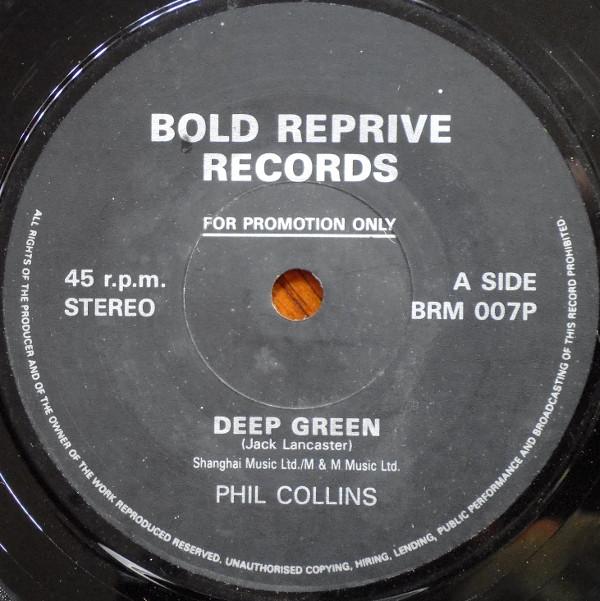 BOLD REPRIVE
RECORDS
FOR PROMOTION ONLY
45 r.p.m.
STEREO
A SIDE
BRM 007P
DEEP GREEN
(Jack Lancaster)
Shanghai Music Ltd./M & M Music Ltd.
PHIL COLLINS
ALL RIGHTS OF THE PRODUCER AND OF THE OWNER OF THE WORK REPRODUCED RESERVED. UNAUTHORISED COPYING, HIRING, LENDING, PUBLIC PERFORMANCE AND BROADCASTING OF THIS RECORD PROHIBITED.